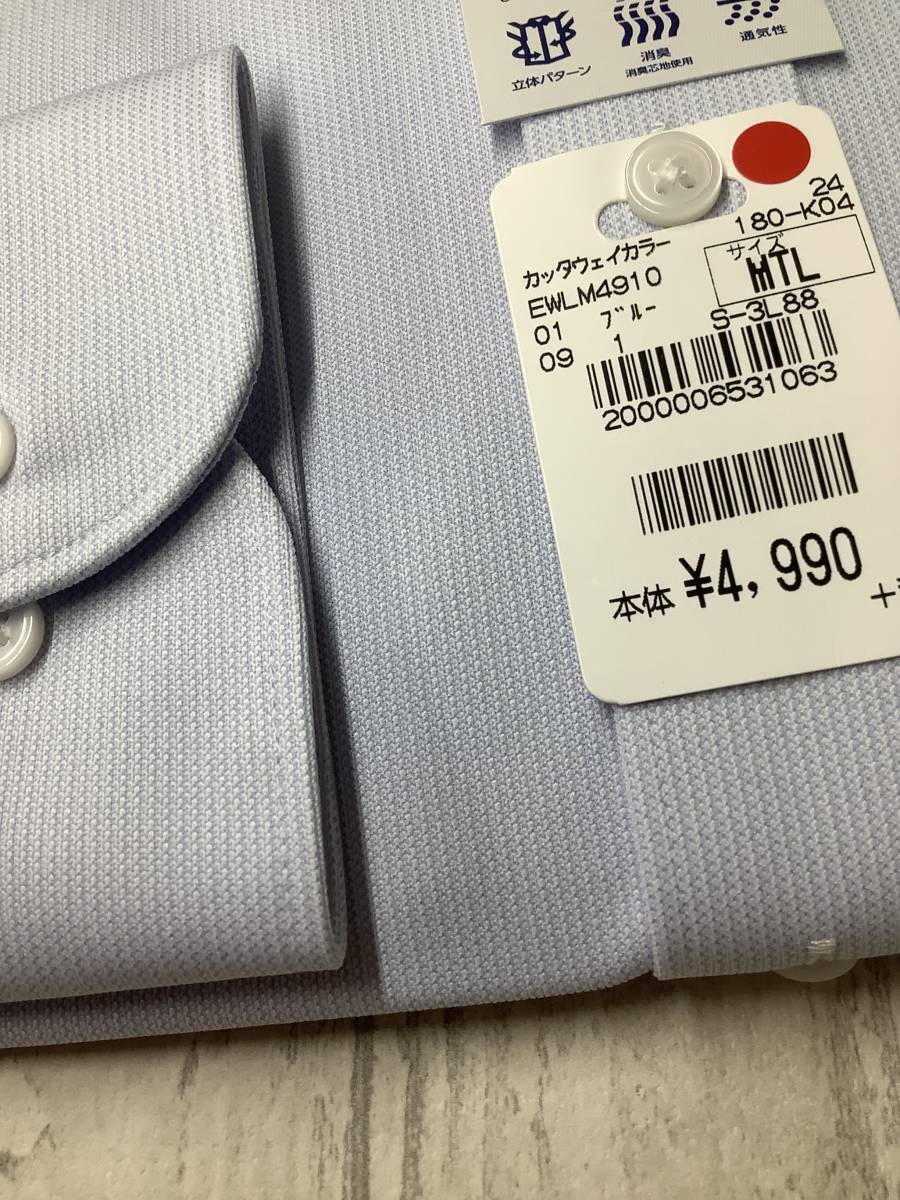 立体パターン
消臭
消臭芯地使用
通気性
24
180-K04
カッタウェイカラー
サイズ
MTL
EWLM4910
01 ブルー
S-3L88
09 1
2000006531063
本体 ¥4,990
+